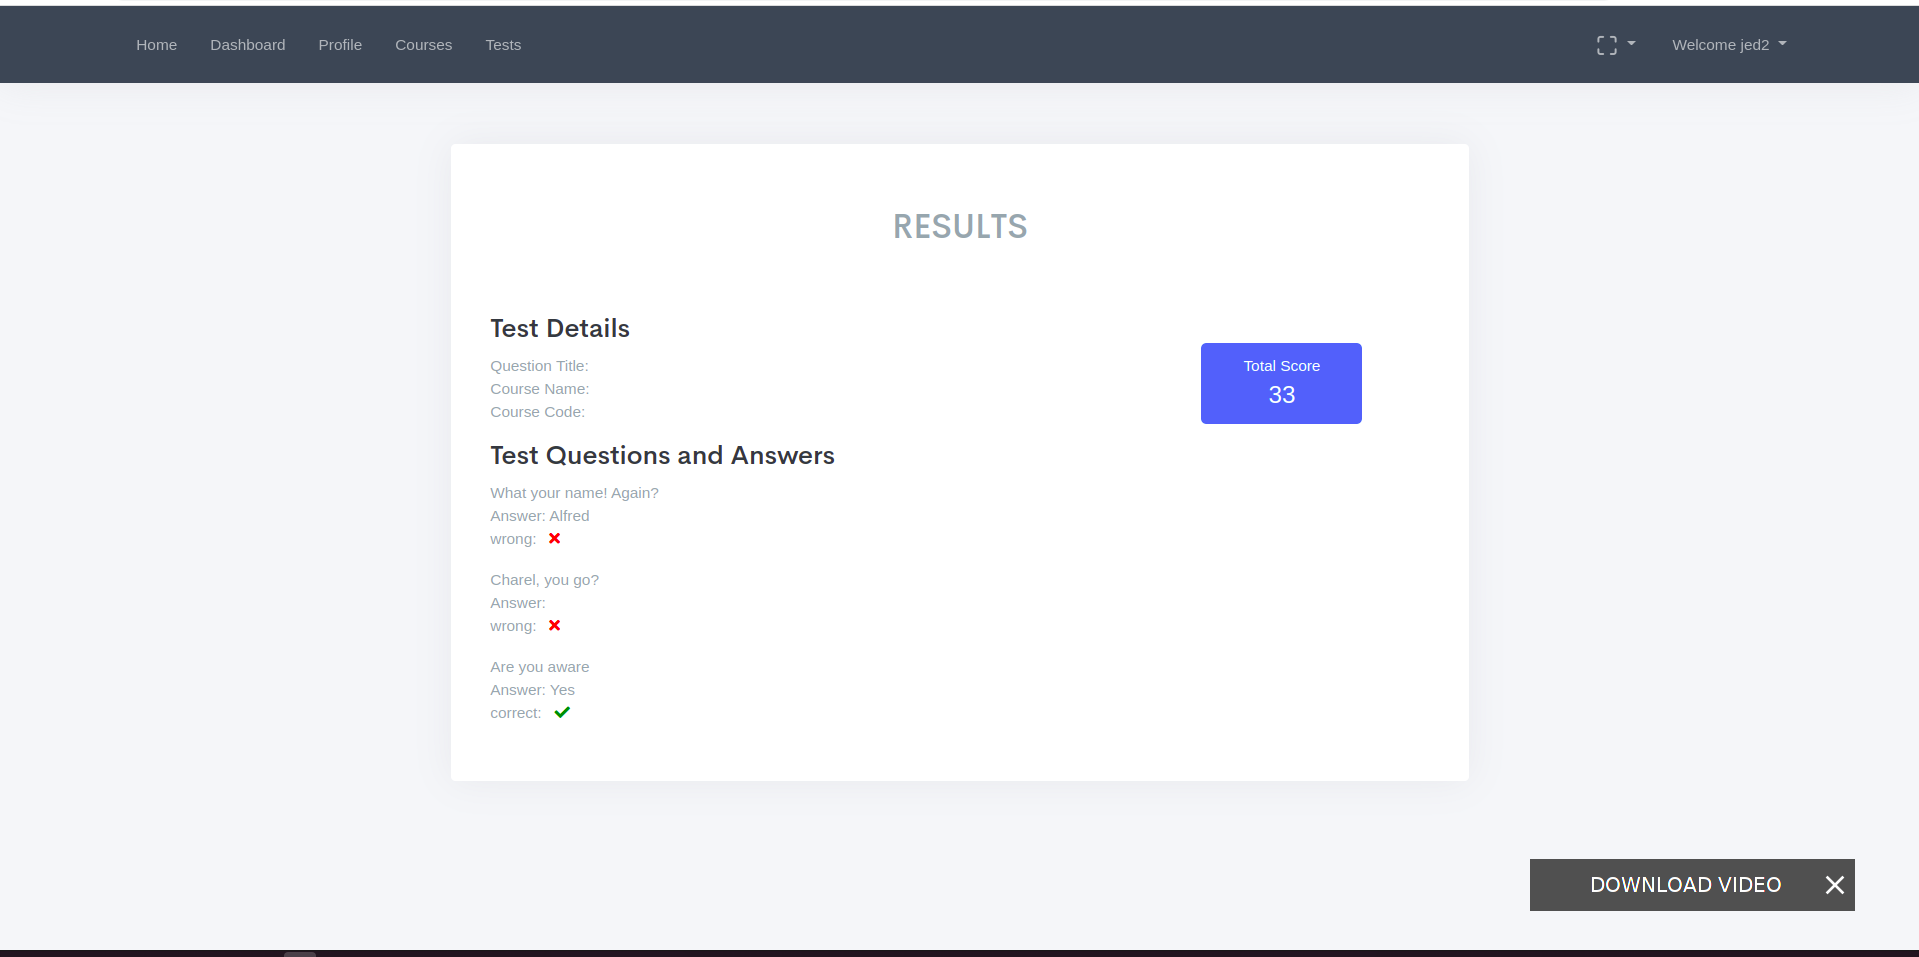 Home Dashboard Profile Courses Tests Welcome jed2
RESULTS
Test Details
Question Title:
Course Name:
Course Code:
Total Score
33
Test Questions and Answers
What your name! Again?
Answer: Alfred
wrong:
Charel, you go?
Answer:
wrong:
Are you aware
Answer: Yes
correct:
DOWNLOAD VIDEO